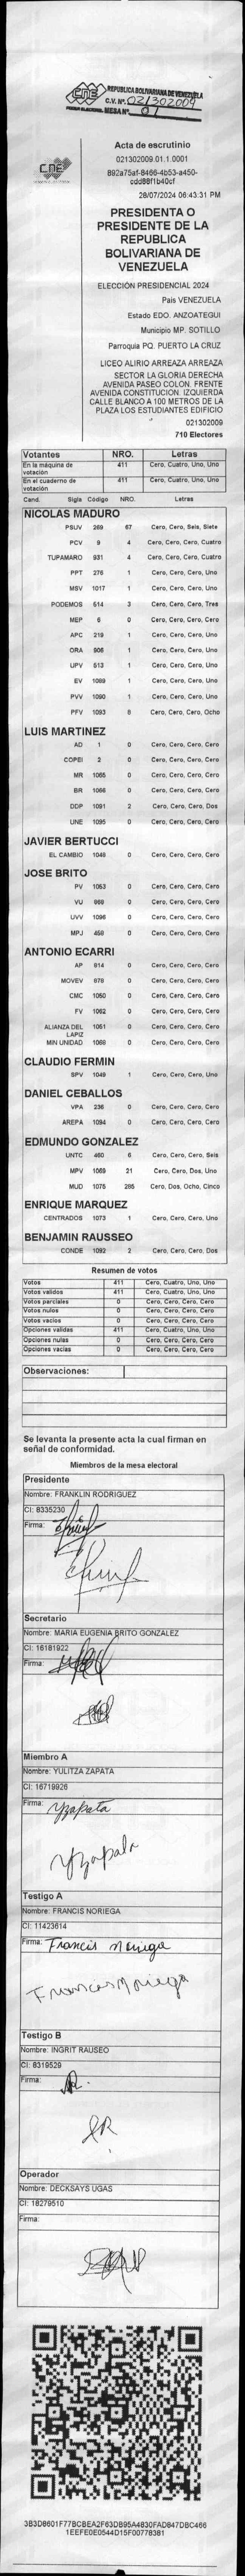 CNE
REPUBLICA BOLIVARIANA DE VENEZUELA
C.V. Nº. 021302009
MESA Nº. 01
CNE
Acta de escrutinio
021302009.01.1.0001
892a75af-8466-4b53-a450-
cdd88f1b40cf
28/07/2024 06:43:31 PM
PRESIDENTA O
PRESIDENTE DE LA
REPUBLICA
BOLIVARIANA DE
VENEZUELA
ELECCIÓN PRESIDENCIAL 2024
Pais VENEZUELA
Estado EDO. ANZOATEGUI
Municipio MP. SOTILLO
Parroquia PQ. PUERTO LA CRUZ
LICEO ALIRIO ARREAZA ARREAZA
SECTOR LA GLORIA DERECHA
AVENIDA PASEO COLON. FRENTE
AVENIDA CONSTITUCIÓN. IZQUIERDA
CALLE BLANCO A 100 METROS DE LA
PLAZA LOS ESTUDIANTES EDIFICIO
021302009
710 Electores
Votantes NRO. Letras
En la máquina de votación 411 Cero, Cuatro, Uno, Uno
En el cuaderno de votación 411 Cero, Cuatro, Uno, Uno
Cand. Sigla Código NRO. Letras
NICOLAS MADURO
PSUV 269 67 Cero, Cero, Seis, Siete
PCV 9 4 Cero, Cero, Cero, Cuatro
TUPAMARO 931 4 Cero, Cero, Cero, Cuatro
PPT 276 1 Cero, Cero, Cero, Uno
MSV 1017 1 Cero, Cero, Cero, Uno
PODEMOS 514 3 Cero, Cero, Cero, Tres
MEP 6 0 Cero, Cero, Cero, Cero
APC 219 1 Cero, Cero, Cero, Uno
ORA 906 1 Cero, Cero, Cero, Uno
UPV 513 1 Cero, Cero, Cero, Uno
EV 1089 1 Cero, Cero, Cero, Uno
PVV 1090 1 Cero, Cero, Cero, Uno
PFV 1093 8 Cero, Cero, Cero, Ocho
LUIS MARTINEZ
AD 1 0 Cero, Cero, Cero, Cero
COPEI 2 0 Cero, Cero, Cero, Cero
MR 1065 0 Cero, Cero, Cero, Cero
BR 1066 0 Cero, Cero, Cero, Cero
DDP 1091 2 Cero, Cero, Cero, Dos
UNE 1095 0 Cero, Cero, Cero, Cero
JAVIER BERTUCCI
EL CAMBIO 1048 0 Cero, Cero, Cero, Cero
JOSE BRITO
PV 1053 0 Cero, Cero, Cero, Cero
VU 0 Cero, Cero, Cero, Cero
UVV 1096 0 Cero, Cero, Cero, Cero
MPJ 459 0 Cero, Cero, Cero, Cero
ANTONIO ECARRI
AP 814 0 Cero, Cero, Cero, Cero
MOVEV 878 0 Cero, Cero, Cero, Cero
CMC 1050 0 Cero, Cero, Cero, Cero
FV 1062 0 Cero, Cero, Cero, Cero
ALIANZA DEL LAPIZ 1051 0 Cero, Cero, Cero, Cero
MIN UNIDAD 1068 0 Cero, Cero, Cero, Cero
CLAUDIO FERMIN
SPV 1049 1 Cero, Cero, Cero, Uno
DANIEL CEBALLOS
VPA 236 0 Cero, Cero, Cero, Cero
AREPA 1094 0 Cero, Cero, Cero, Cero
EDMUNDO GONZALEZ
UNTC 460 6 Cero, Cero, Cero, Seis
MPV 1069 21 Cero, Cero, Dos, Uno
MUD 1075 285 Cero, Dos, Ocho, Cinco
ENRIQUE MARQUEZ
CENTRADOS 1073 1 Cero, Cero, Cero, Uno
BENJAMIN RAUSSEO
CONDE 1092 2 Cero, Cero, Cero, Dos
Resumen de votos
Votos 411 Cero, Cuatro, Uno, Uno
Votos validos 411 Cero, Cuatro, Uno, Uno
Votos parciales 0 Cero, Cero, Cero, Cero
Votos nulos 0 Cero, Cero, Cero, Cero
Votos vacios 0 Cero, Cero, Cero, Cero
Opciones validas 411 Cero, Cuatro, Uno, Uno
Opciones nulas 0 Cero, Cero, Cero, Cero
Opciones vacias 0 Cero, Cero, Cero, Cero
Observaciones:
Se levanta la presente acta la cual firman en
señal de conformidad.
Miembros de la mesa electoral
Presidente
Nombre: FRANKLIN RODRIGUEZ
CI: 8335230
Firma:
Secretario
Nombre: MARIA EUGENIA BRITO GONZALEZ
CI: 16181922
Firma:
Miembro A
Nombre: YULITZA ZAPATA
CI: 16719926
Firma: Yzapata
Yzapata
Testigo A
Nombre: FRANCIS NORIEGA
CI: 11423614
Firma: Francis Noriega
Francis Noriega
Testigo B
Nombre: INGRIT RAUSEO
CI: 8319529
Firma: IR.
IR
Operador
Nombre: DECKSAYS UGAS
CI: 18279510
Firma:
3B3D8601F77BCBEA2F63DB95A4830FAD847DBC466
1EEFE0E0544D15F00778381